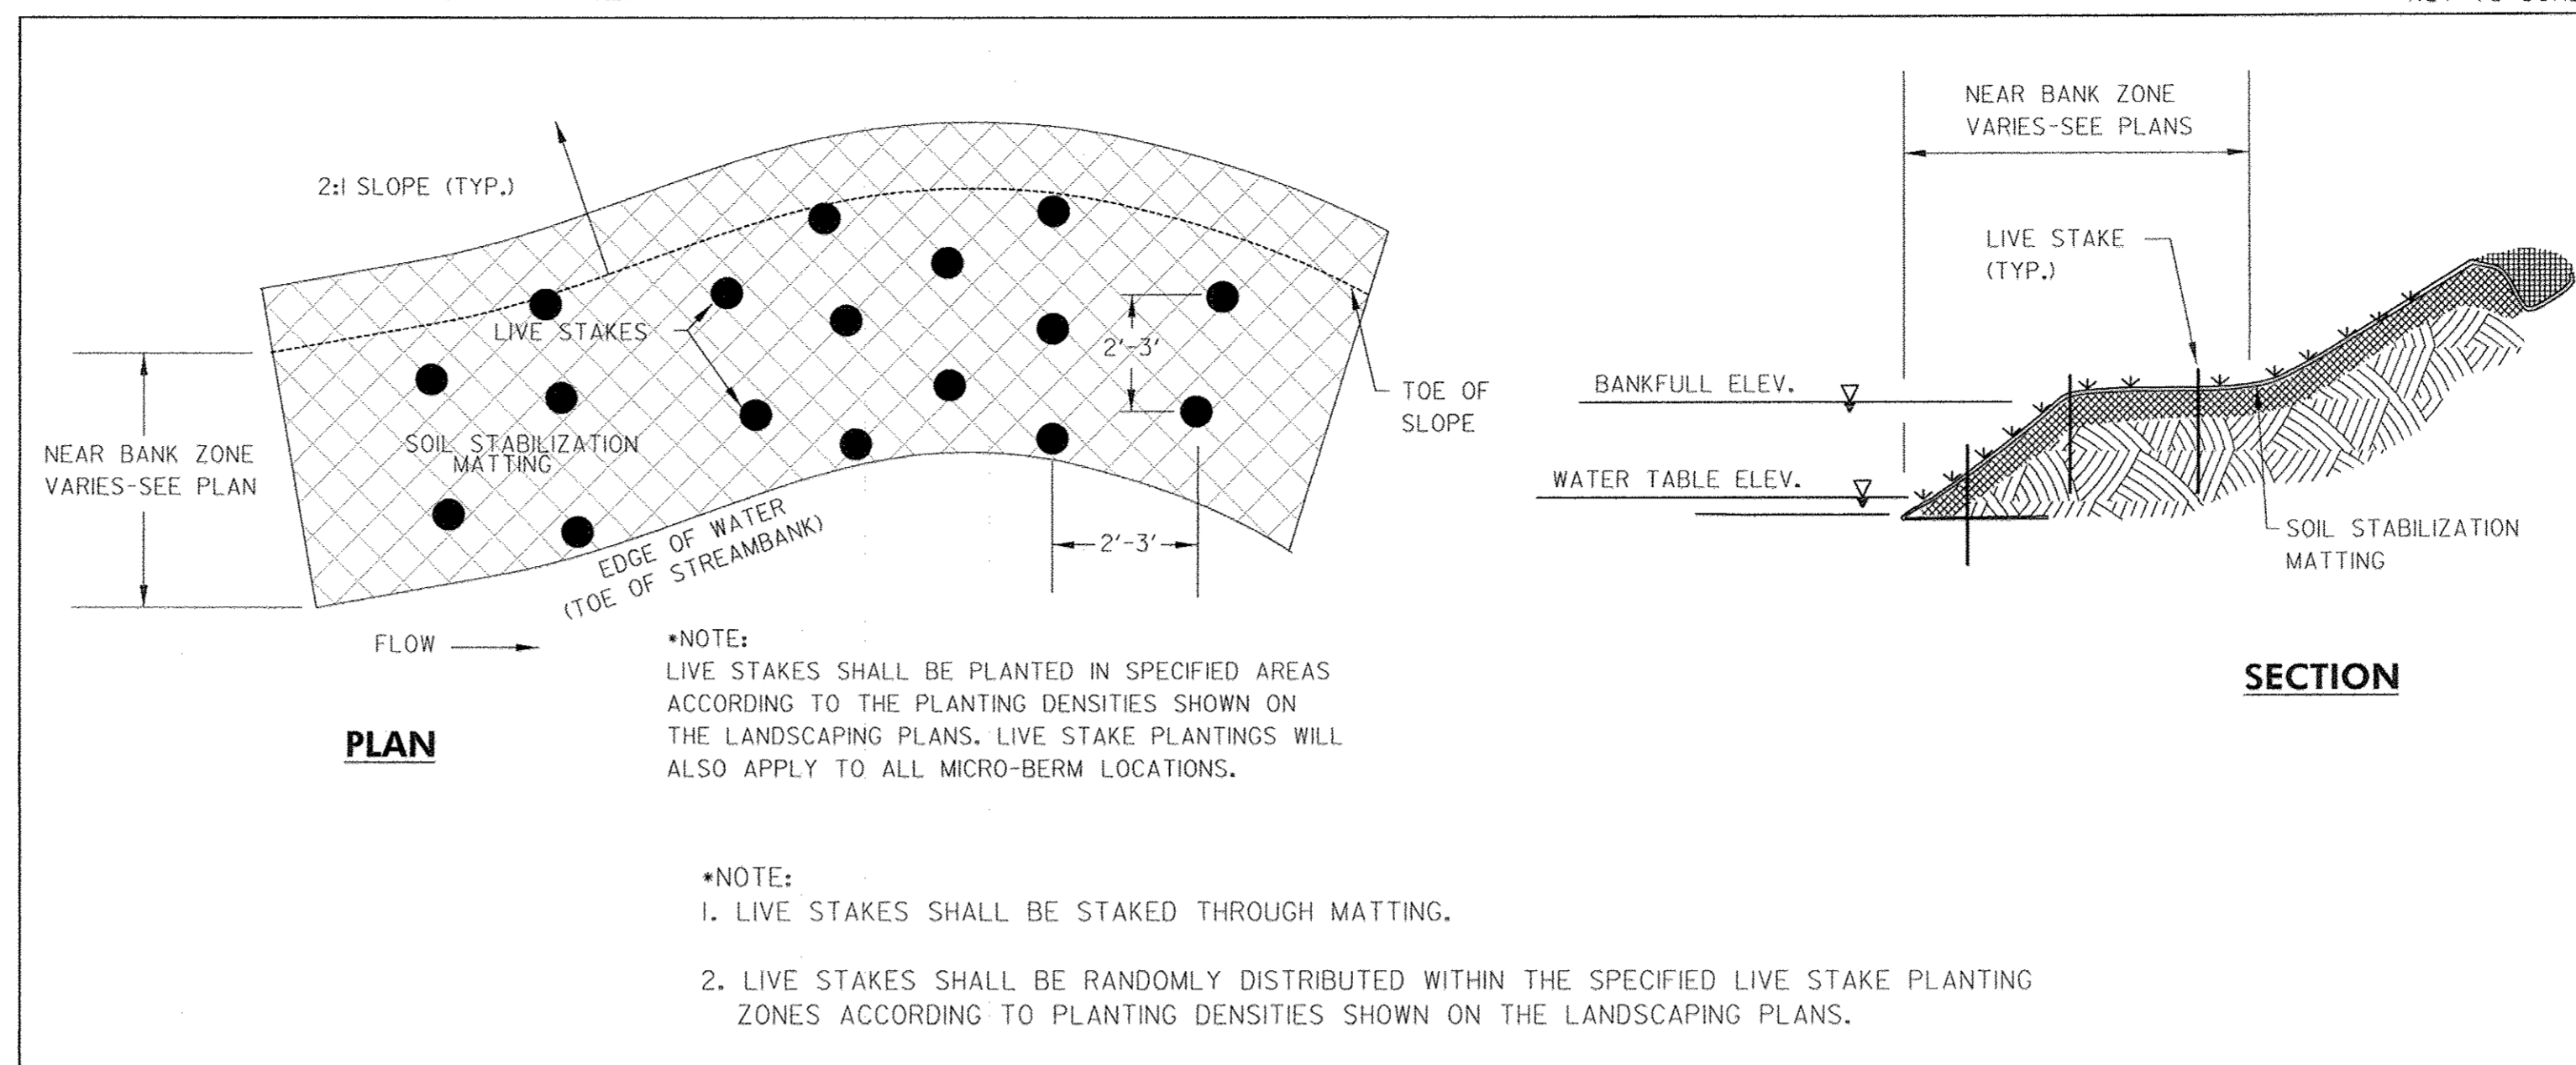 2:1 SLOPE (TYP.)
LIVE STAKES
2'-3'
TOE OF
SLOPE
NEAR BANK ZONE
VARIES-SEE PLAN
SOIL STABILIZATION
MATTING
EDGE OF WATER
(TOE OF STREAMBANK)
2'-3'
FLOW
PLAN
*NOTE:
LIVE STAKES SHALL BE PLANTED IN SPECIFIED AREAS
ACCORDING TO THE PLANTING DENSITIES SHOWN ON
THE LANDSCAPING PLANS. LIVE STAKE PLANTINGS WILL
ALSO APPLY TO ALL MICRO-BERM LOCATIONS.
NEAR BANK ZONE
VARIES-SEE PLANS
LIVE STAKE
(TYP.)
BANKFULL ELEV.
WATER TABLE ELEV.
SOIL STABILIZATION
MATTING
SECTION
*NOTE:
1. LIVE STAKES SHALL BE STAKED THROUGH MATTING.
2. LIVE STAKES SHALL BE RANDOMLY DISTRIBUTED WITHIN THE SPECIFIED LIVE STAKE PLANTING
ZONES ACCORDING TO PLANTING DENSITIES SHOWN ON THE LANDSCAPING PLANS.